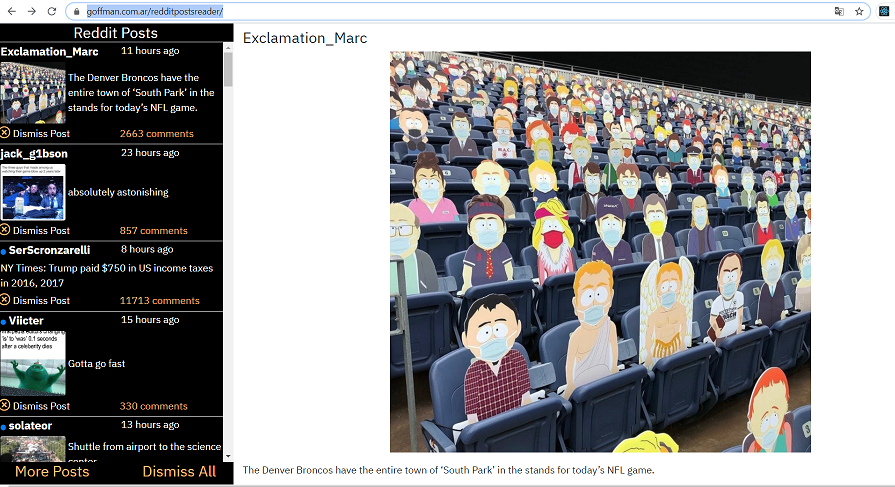 goffman.com.ar/redditpostsreader/
Reddit Posts
Exclamation_Marc 11 hours ago
The Denver Broncos have the
entire town of ‘South Park’ in the
stands for today’s NFL game.
Dismiss Post 2663 comments
jack_g1bson 23 hours ago
absolutely astonishing
Dismiss Post 857 comments
SerScronzarelli 8 hours ago
NY Times: Trump paid $750 in US income taxes
in 2016, 2017
Dismiss Post 11713 comments
Viicter 15 hours ago
'is' to 'was' 0.1 seconds
after a celeberity dies
Gotta go fast
Dismiss Post 330 comments
solateor 13 hours ago
Shuttle from airport to the science
center
More Posts Dismiss All
Exclamation_Marc
The Denver Broncos have the entire town of ‘South Park’ in the stands for today’s NFL game.